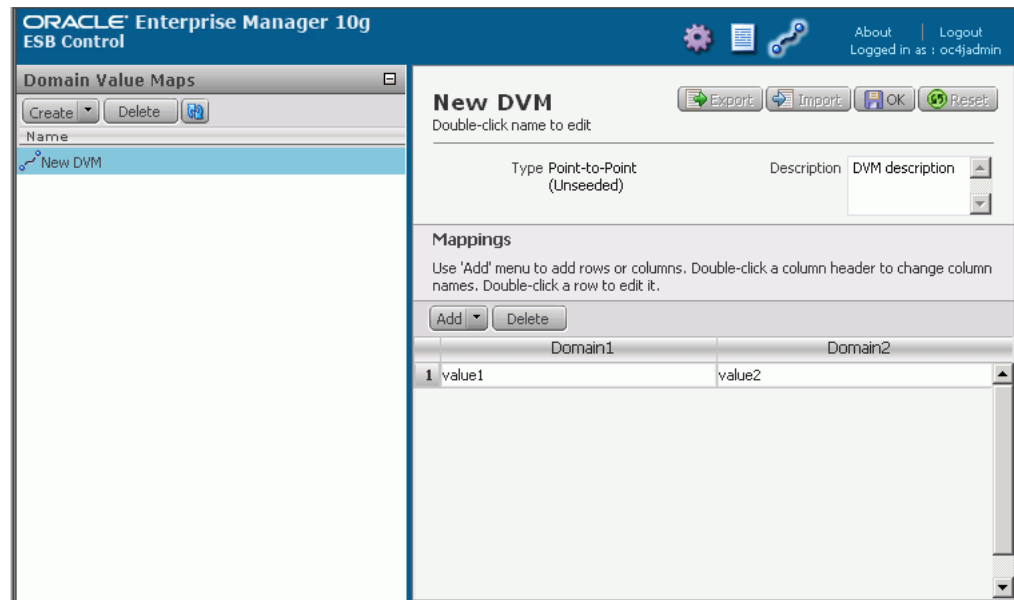 ORACLE Enterprise Manager 10g
ESB Control
About | Logout
Logged in as : oc4jadmin
Domain Value Maps
Create Delete
Name
New DVM
New DVM
Export Import OK Reset
Double-click name to edit
Type Point-to-Point
(Unseeded)
Description DVM description
Mappings
Use 'Add' menu to add rows or columns. Double-click a column header to change column
names. Double-click a row to edit it.
Add Delete
Domain1 Domain2
1 value1 value2